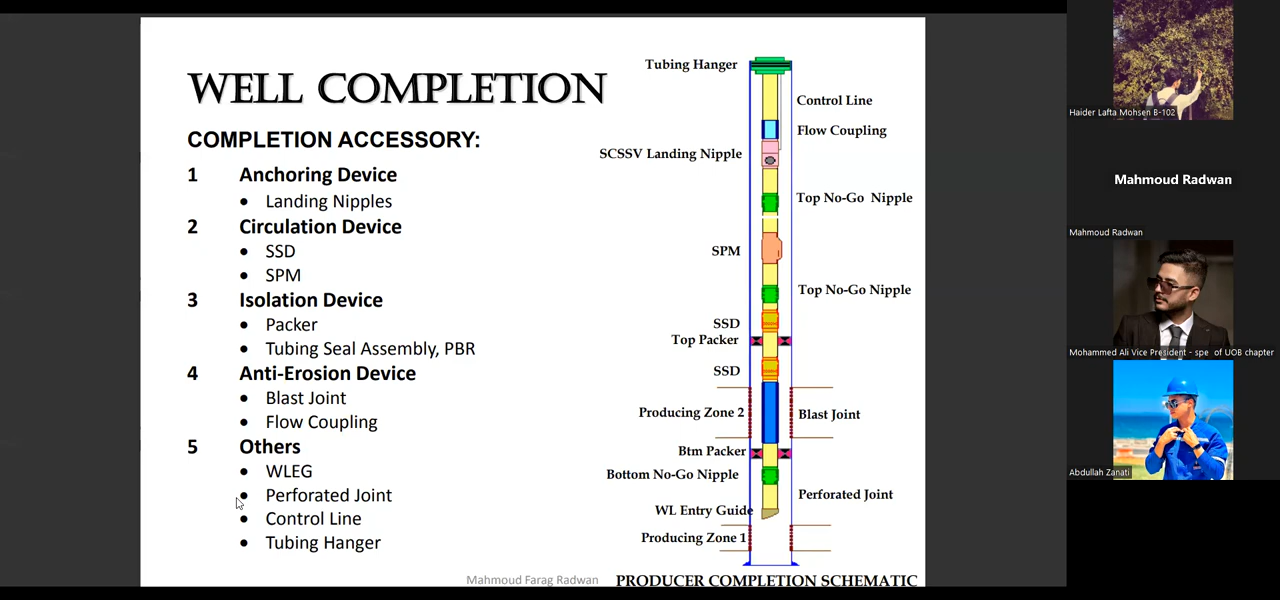 WELL COMPLETION
COMPLETION ACCESSORY:
1 Anchoring Device
• Landing Nipples
2 Circulation Device
• SSD
• SPM
3 Isolation Device
• Packer
• Tubing Seal Assembly, PBR
4 Anti-Erosion Device
• Blast Joint
• Flow Coupling
5 Others
• WLEG
• Perforated Joint
• Control Line
• Tubing Hanger
Mahmoud Farag Radwan
Tubing Hanger
Control Line
Flow Coupling
SCSSV Landing Nipple
Top No-Go Nipple
SPM
Top No-Go Nipple
SSD
Top Packer
SSD
Producing Zone 2
Blast Joint
Btm Packer
Bottom No-Go Nipple
Perforated Joint
WL Entry Guide
Producing Zone 1
PRODUCER COMPLETION SCHEMATIC
Haider Lafta Mohsen B-102
Mahmoud Radwan
Mahmoud Radwan
Mohammed Ali Vice President - spe of UOB chapter
Abdullah Zanati